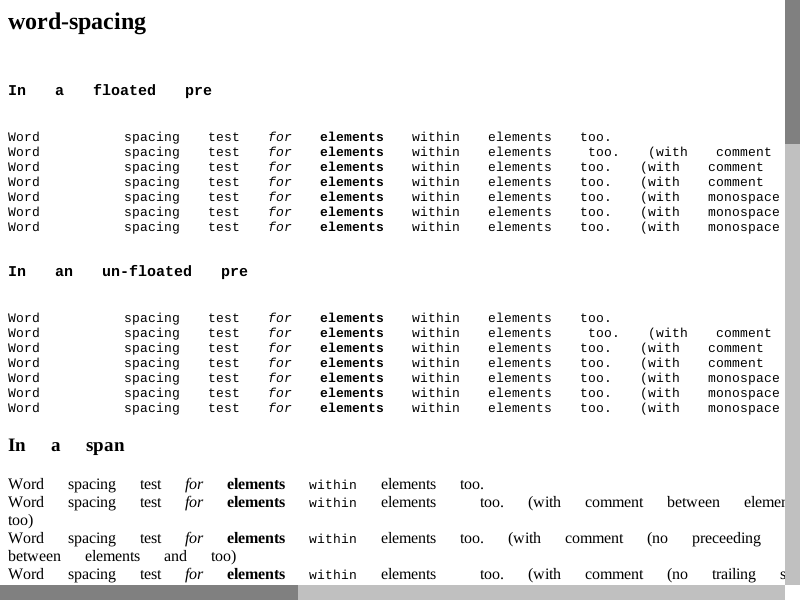 word-spacing
In a floated pre
Word spacing test for elements within elements too.
Word spacing test for elements within elements too. (with comment
Word spacing test for elements within elements too. (with comment
Word spacing test for elements within elements too. (with comment
Word spacing test for elements within elements too. (with monospace
Word spacing test for elements within elements too. (with monospace
Word spacing test for elements within elements too. (with monospace
In an un-floated pre
Word spacing test for elements within elements too.
Word spacing test for elements within elements too. (with comment
Word spacing test for elements within elements too. (with comment
Word spacing test for elements within elements too. (with comment
Word spacing test for elements within elements too. (with monospace
Word spacing test for elements within elements too. (with monospace
Word spacing test for elements within elements too. (with monospace
In a span
Word spacing test for elements within elements too.
Word spacing test for elements within elements too. (with comment between
too)
Word spacing test for elements within elements too. (with comment (no preceeding
between elements and too)
Word spacing test for elements within elements too. (with comment (no trailing